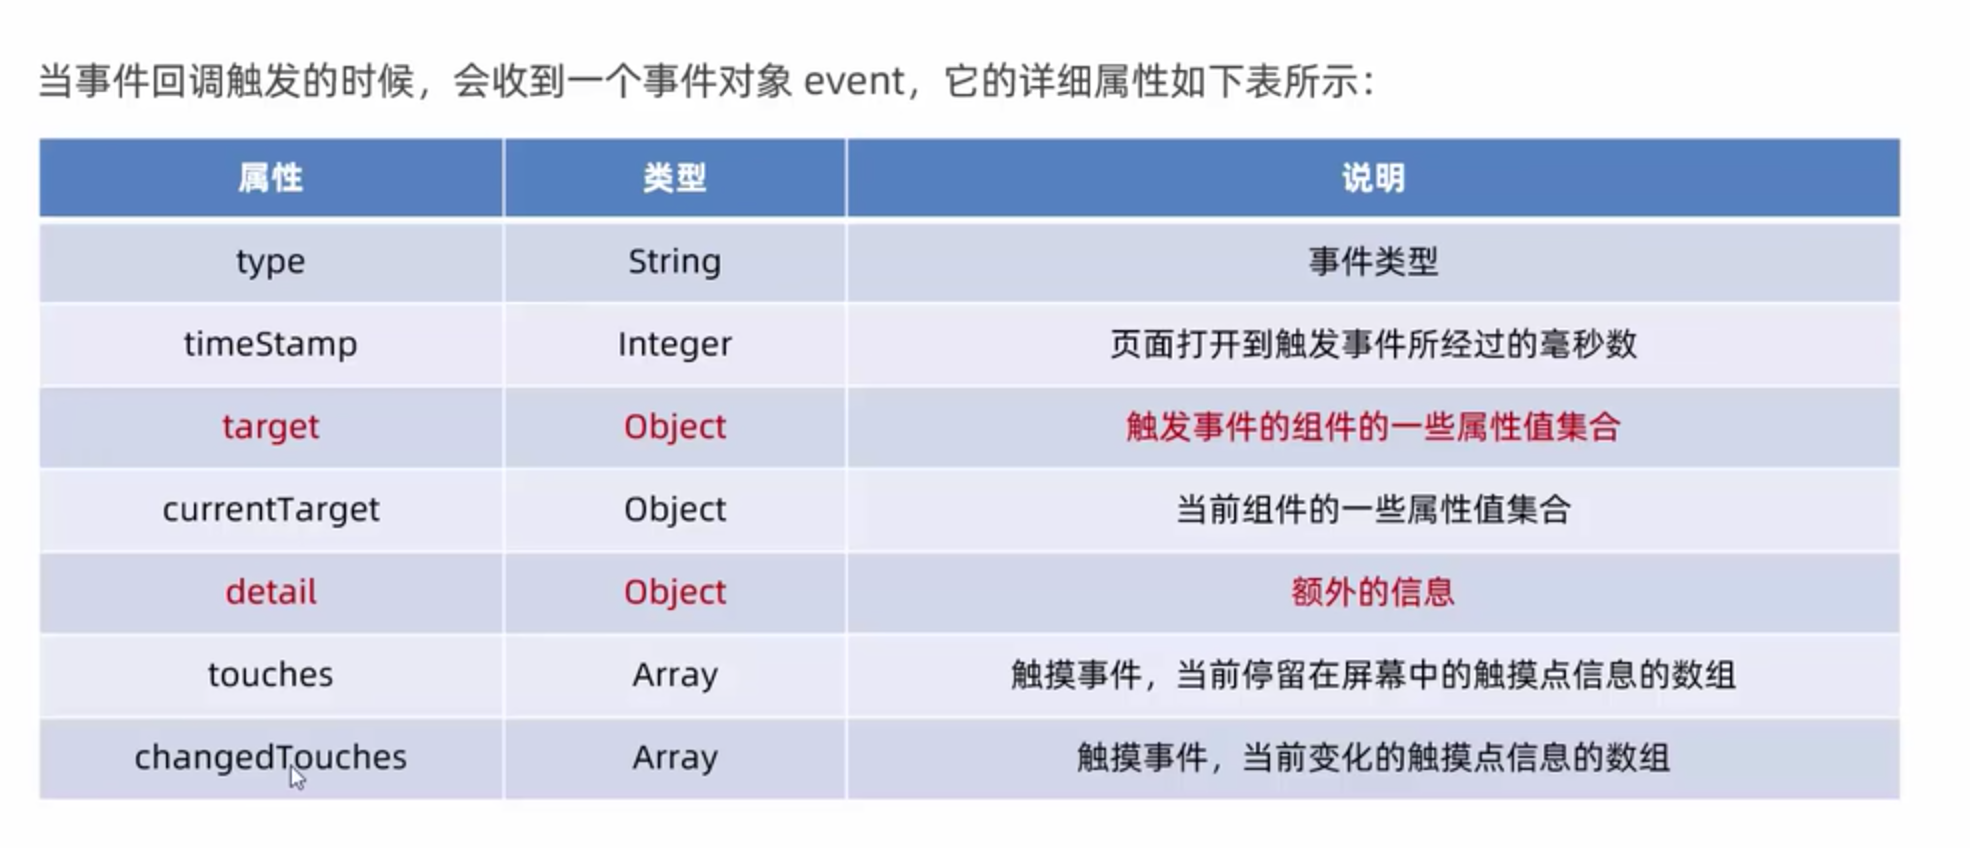 当事件回调触发的时候，会收到一个事件对象 event，它的详细属性如下表所示：
属性 类型 说明
type String 事件类型
timeStamp Integer 页面打开到触发事件所经过的毫秒数
target Object 触发事件的组件的一些属性值集合
currentTarget Object 当前组件的一些属性值集合
detail Object 额外的信息
touches Array 触摸事件，当前停留在屏幕中的触摸点信息的数组
changedTouches Array 触摸事件，当前变化的触摸点信息的数组